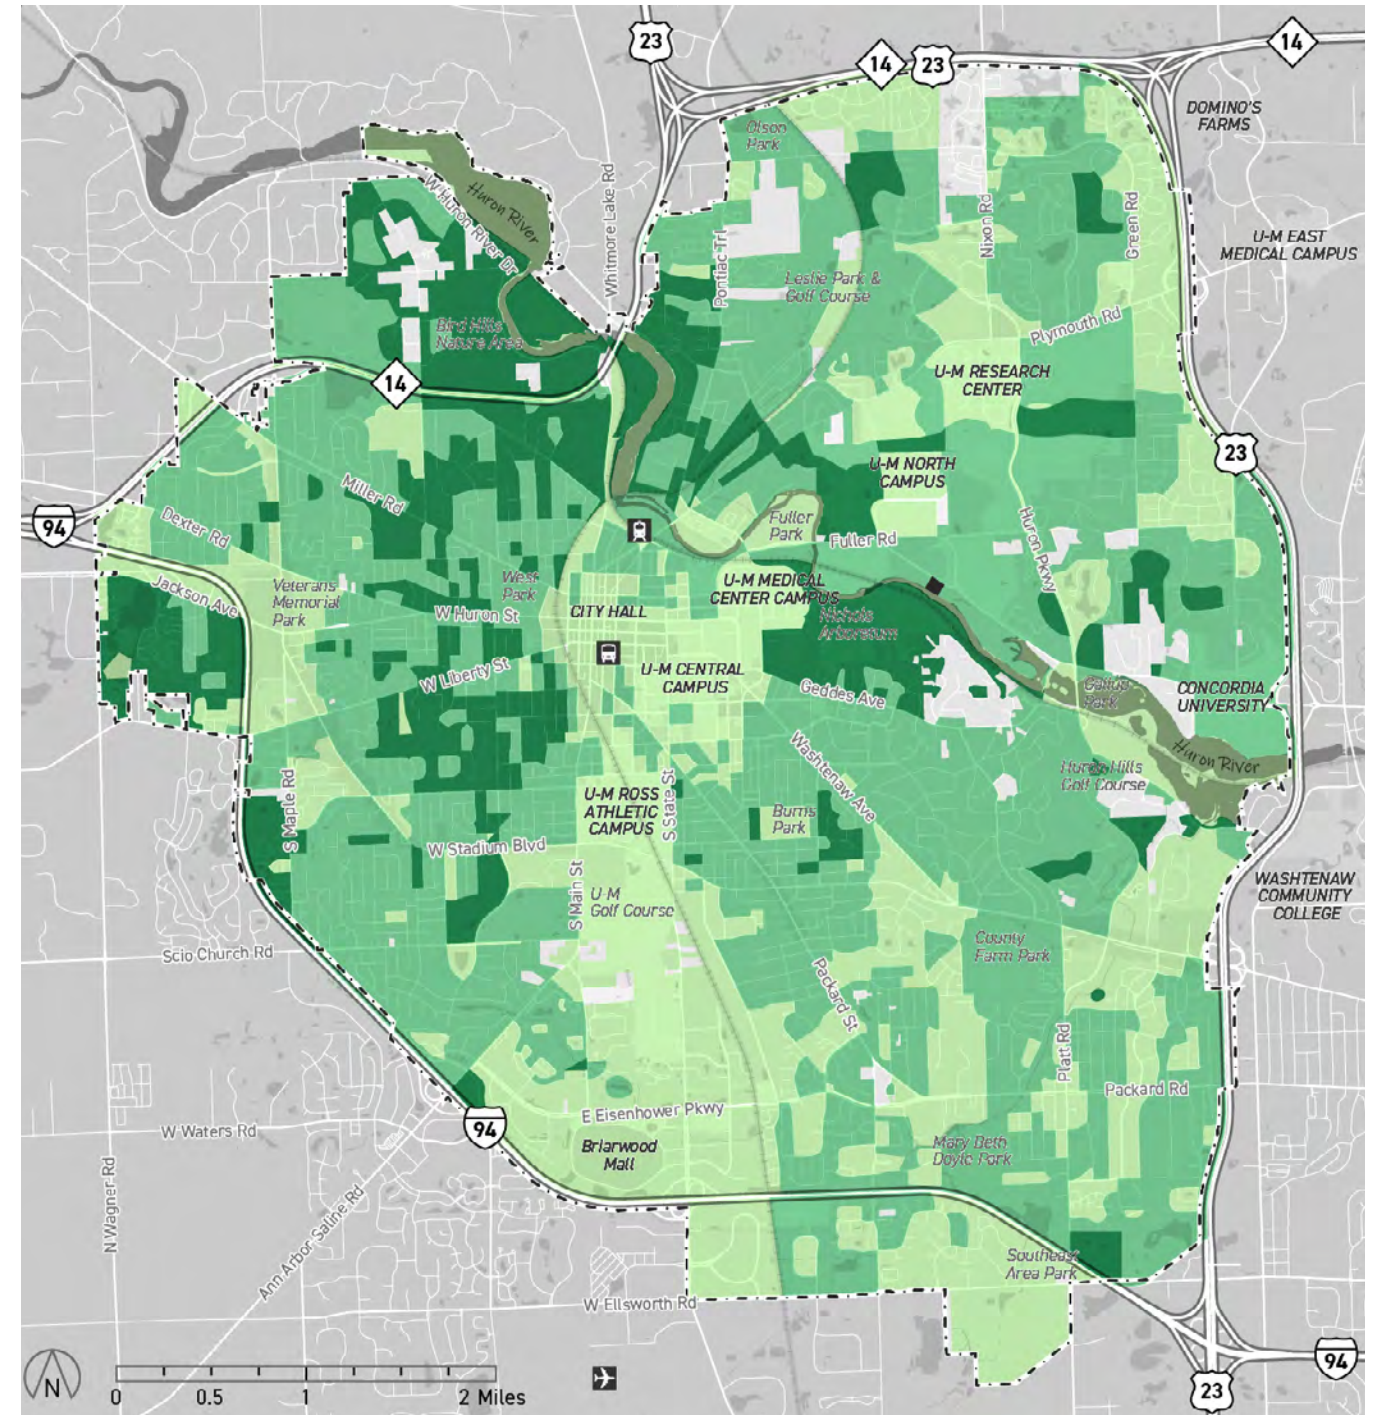 23
14
23
14
DOMINO'S
FARMS
Olson
Park
Huron River
W Huron River Dr
Whitmore Lake Rd
Pontiac Trl
Nixon Rd
Green Rd
U-M EAST
MEDICAL CAMPUS
Leslie Park &
Golf Course
Bird Hills
Nature Area
Plymouth Rd
14
U-M RESEARCH
CENTER
23
U-M NORTH
CAMPUS
Miller Rd
94
Dexter Rd
Fuller
Park
Fuller Rd
Huron Pkwy
Jackson Ave
Veterans
Memorial
Park
West
Park
W Huron St
CITY HALL
U-M MEDICAL
CENTER CAMPUS
Nichols
Arboretum
W Liberty St
U-M CENTRAL
CAMPUS
Geddes Ave
Gallup
Park
CONCORDIA
UNIVERSITY
Huron River
Washtenaw Ave
Huron Hills
Golf Course
S Maple Rd
U-M ROSS
ATHLETIC
CAMPUS
S State St
Burns
Park
W Stadium Blvd
S Main St
U M
Golf Course
WASHTENAW
COMMUNITY
COLLEGE
Scio Church Rd
County
Farm Park
Packard St
Platt Rd
Packard Rd
E Eisenhower Pkwy
94
W Waters Rd
Briarwood
Mall
Mary Beth
Doyle Park
N Wagner Rd
Ann Arbor Saline Rd
Southeast
Area Park
W Ellsworth Rd
N
0 0.5 1 2 Miles
94
23